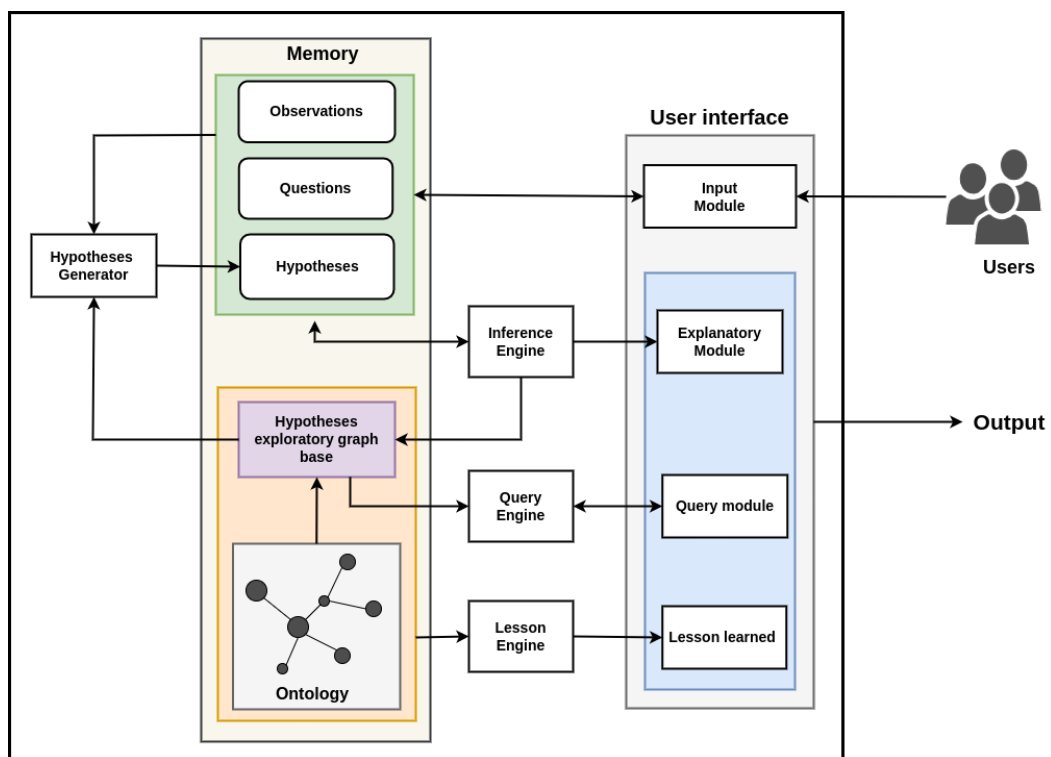 Memory
Observations
Questions
Hypotheses
Hypotheses
Generator
Hypotheses
exploratory graph
base
Ontology
Inference
Engine
Query
Engine
Lesson
Engine
User interface
Input
Module
Explanatory
Module
Query module
Lesson learned
Users
Output